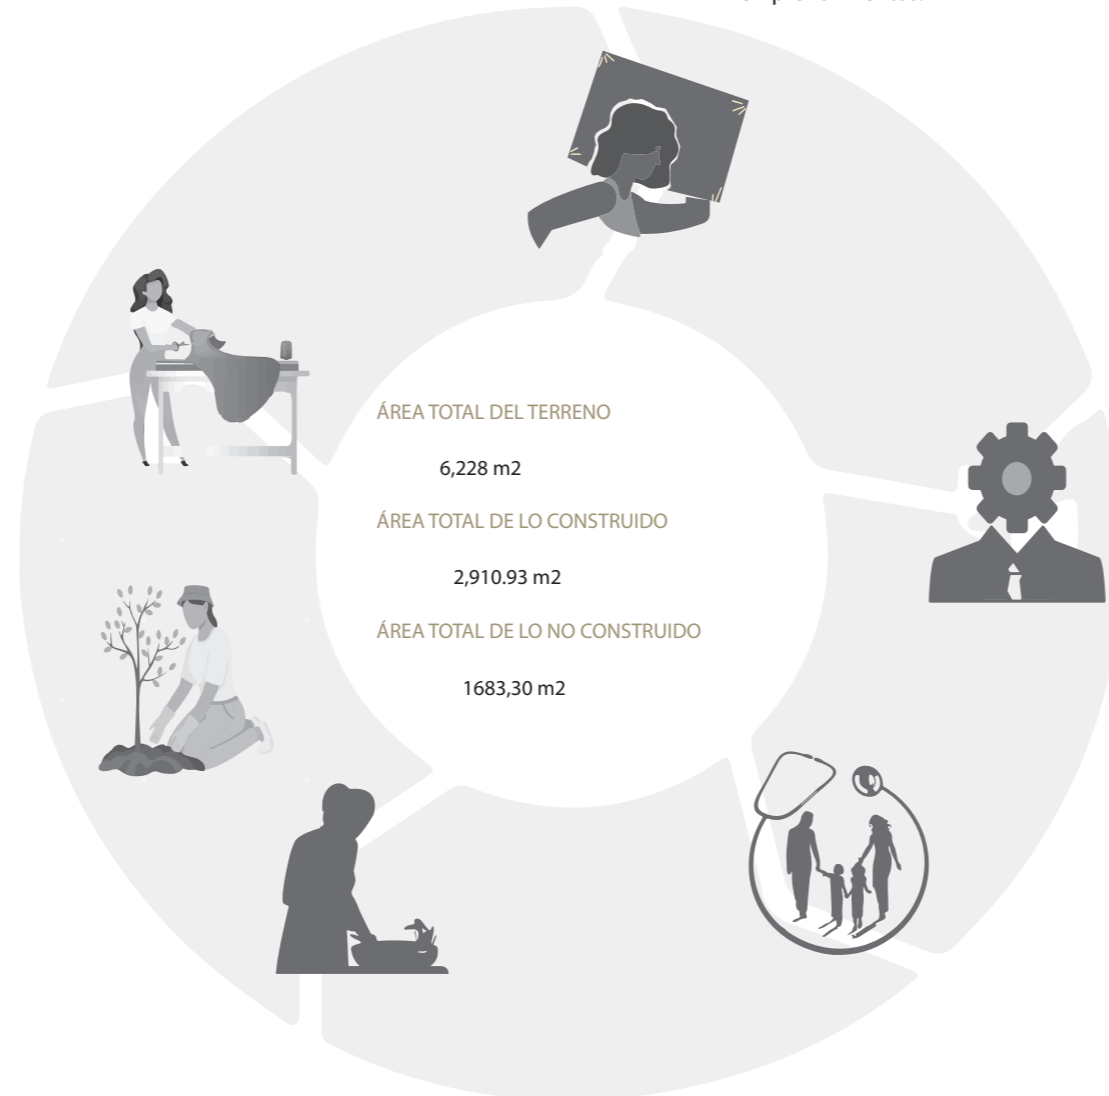 ÁREA TOTAL DEL TERRENO
6,228 m2
ÁREA TOTAL DE LO CONSTRUIDO
2,910.93 m2
ÁREA TOTAL DE LO NO CONSTRUIDO
1683,30 m2